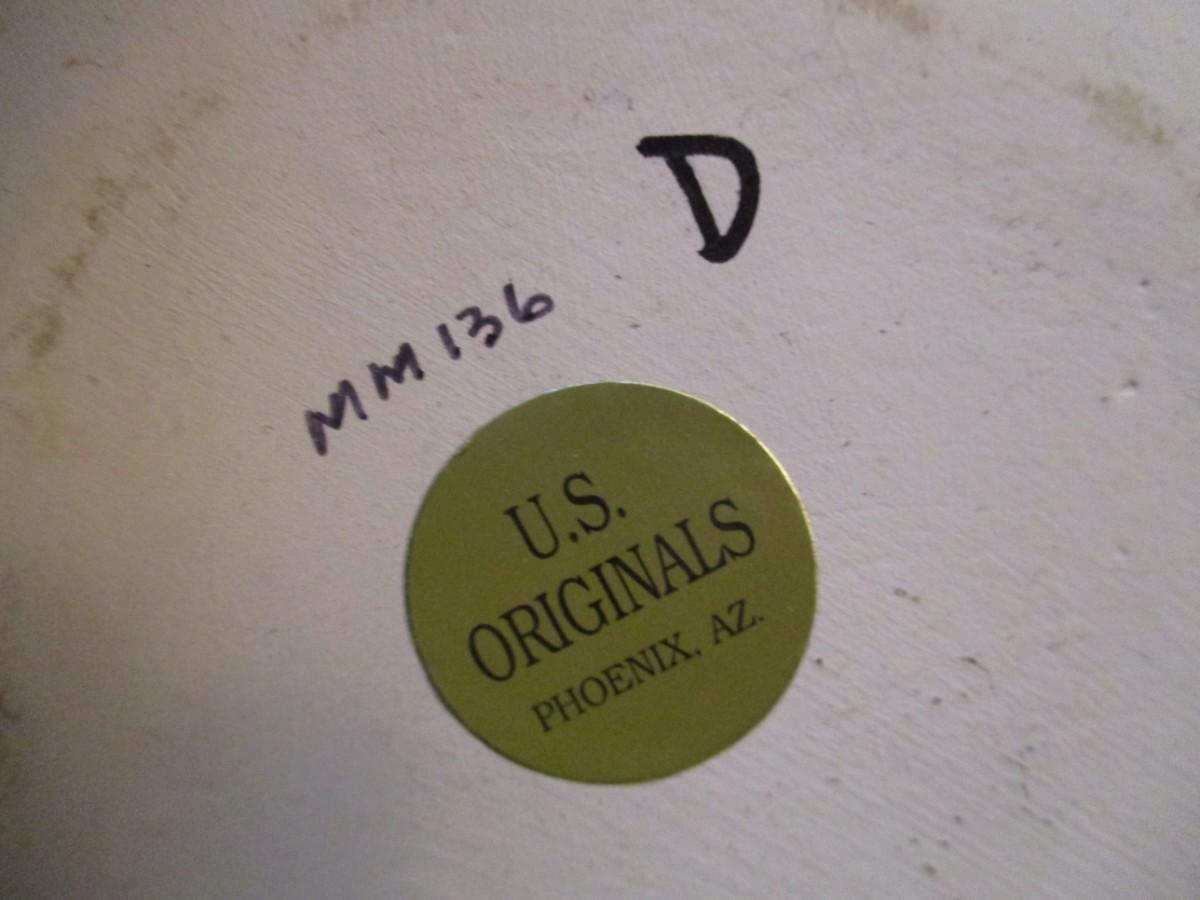 D
MM136
U.S.
ORIGINALS
PHOENIX, AZ.